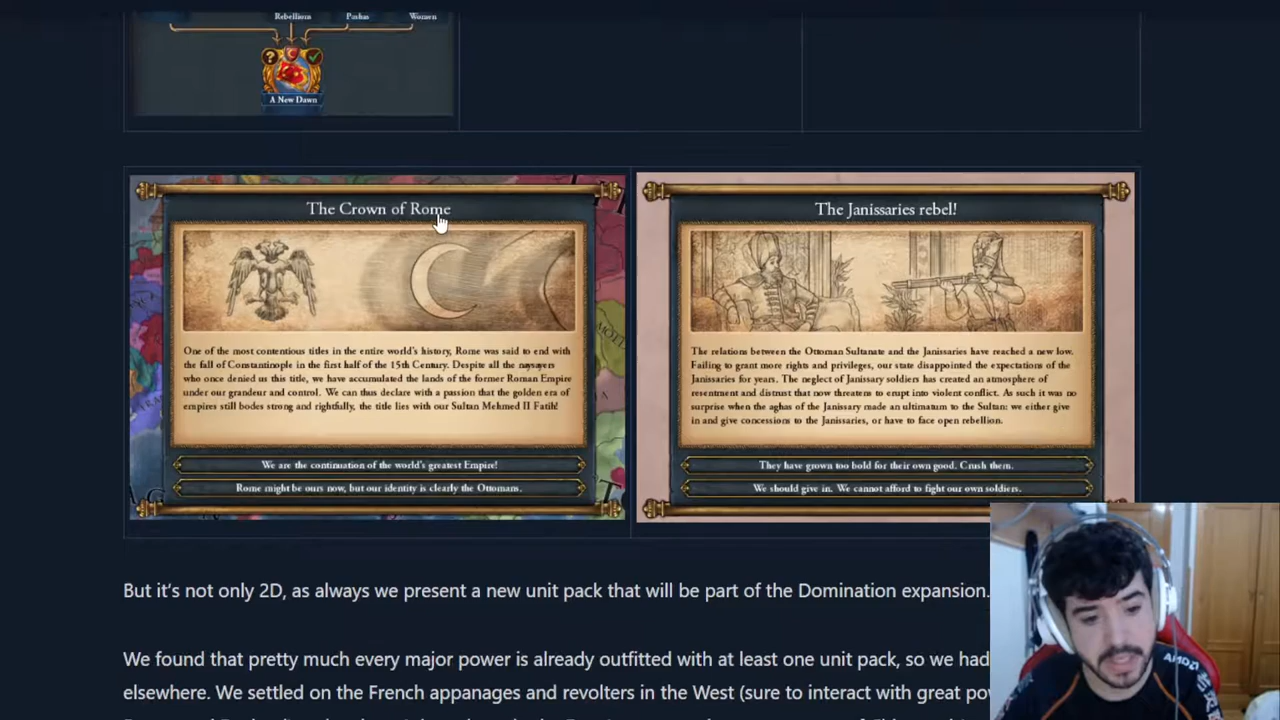 Rebellions
Pashas
Women
A New Dawn
The Crown of Rome
One of the most contentious titles in the entire world's history, Rome was said to end with
the fall of Constantinople in the first half of the 15th Century. Despite all the naysayers
who once denied us this title, we have accumulated the lands of the former Roman Empire
under our grandeur and control. We can thus declare with a passion that the golden era of
empires still bodes strong and rightfully, the title lies with our Sultan Mehmed II Fatih!
We are the continuation of the world's greatest Empire!
Rome might be ours now, but our identity is clearly the Ottomans.
The Janissaries rebel!
The relations between the Ottoman Sultanate and the Janissaries have reached a new low.
Failing to grant more rights and privileges, our state disappointed the expectations of the
Janissaries for years. The neglect of Janissary soldiers has created an atmosphere of
resentment and distrust that now threatens to erupt into violent conflict. As such it was no
surprise when the aghas of the Janissary made an ultimatum to the Sultan: we either give
in and give concessions to the Janissaries, or have to face open rebellion.
They have grown too bold for their own good. Crush them.
We should give in. We cannot afford to fight our own soldiers.
But it's not only 2D, as always we present a new unit pack that will be part of the Domination expansion.
We found that pretty much every major power is already outfitted with at least one unit pack, so we had
elsewhere. We settled on the French appanages and revolters in the West (sure to interact with great
AMD